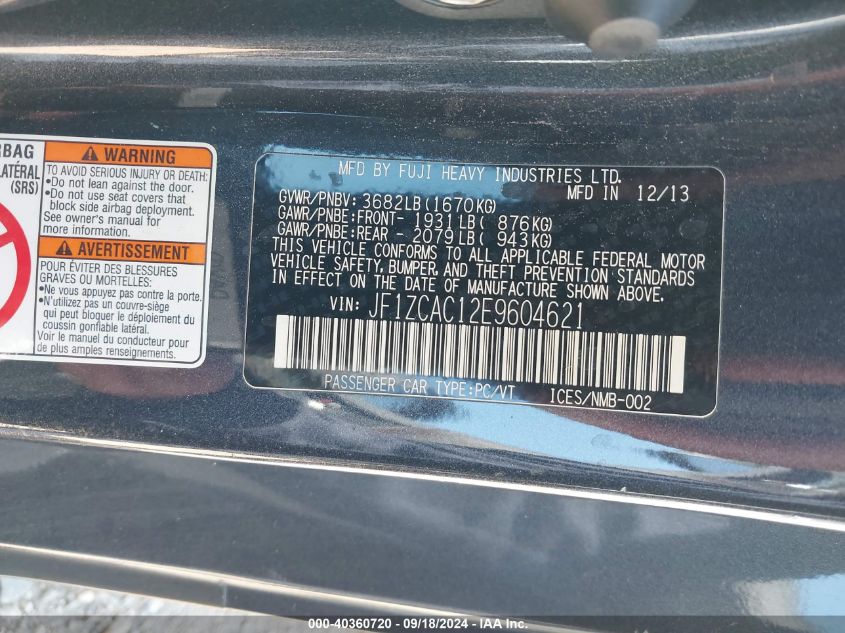 RBAG
LATÉRAL
(SRS)
WARNING
TO AVOID SERIOUS INJURY OR DEATH:
•Do not lean against the door.
•Do not use seat covers that
block side airbag deployment.
See owner's manual for
more information.
AVERTISSEMENT
POUR ÉVITER DES BLESSURES
GRAVES OU MORTELLES:
•Ne vous appuyez pas contre la porte.
•N'utilisez pas un couvre-siège
qui peut bloquer le déploiement du
coussin gonflable latéral.
Voir le manuel du conducteur pour
de plus amples renseignements.
MFD BY FUJI HEAVY INDUSTRIES LTD.
GVWR/PNBV: 3682LB(1670KG) MFD IN 12/13
GAWR/PNBE:FRONT- 1931LB( 876KG)
GAWR/PNBE:REAR - 2079LB( 943KG)
THIS VEHICLE CONFORMS TO ALL APPLICABLE FEDERAL MOTOR
VEHICLE SAFETY, BUMPER, AND THEFT PREVENTION STANDARDS
IN EFFECT ON THE DATE OF MANUFACTURE SHOWN ABOVE.
VIN: JF1ZCAC12E9604621
PASSENGER CAR TYPE:PC/VT ICES/NMB-002
000-40360720 - 09/18/2024 - IAA Inc.